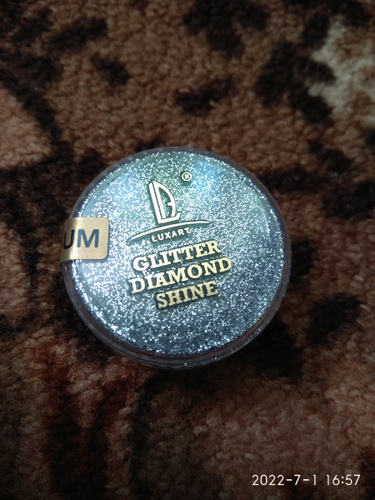 ®
LUXART
UM
GLITTER
DIAMOND
SHINE
2022-7-1 16:57